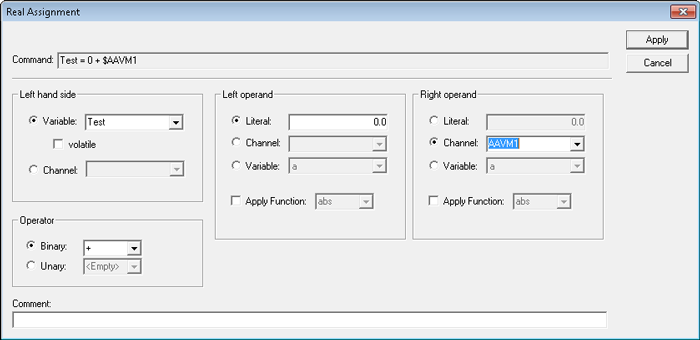 Real Assignment
Apply
Command: Test = 0 + $AAVM1
Cancel
Left hand side
Variable: Test
volatile
Channel:
Left operand
Literal: 0.0
Channel:
Variable: a
Apply Function: abs
Right operand
Literal: 0.0
Channel: AAVM1
Variable: a
Apply Function: abs
Operator
Binary: +
Unary: <Empty>
Comment: